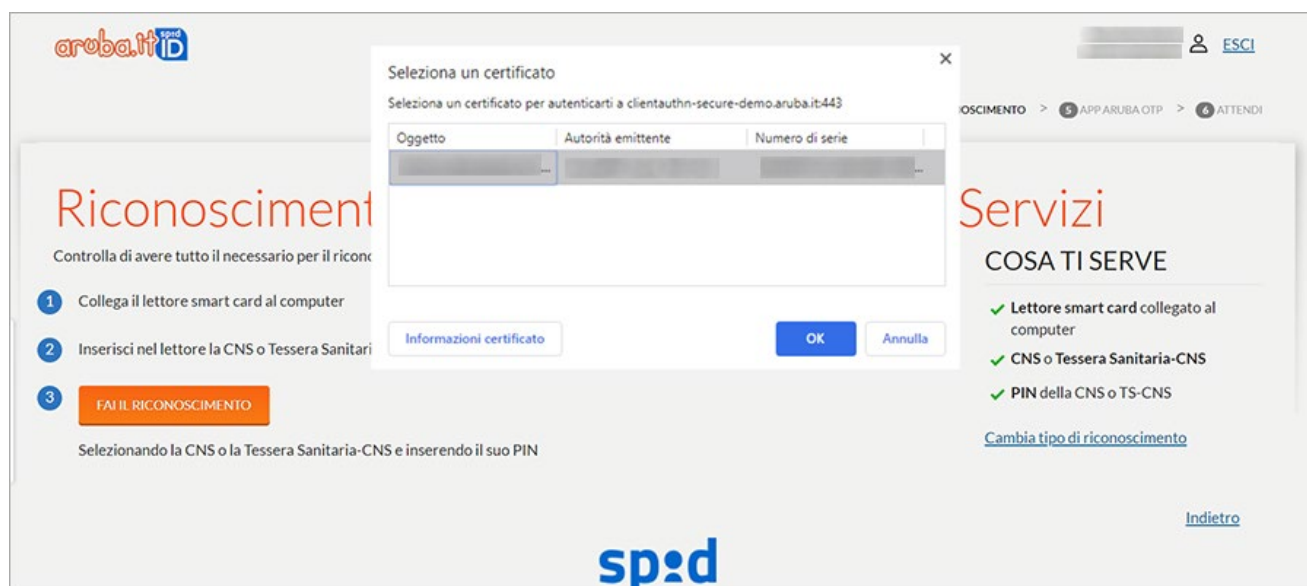 aruba.it spid ID
ESCI
Seleziona un certificato
Seleziona un certificato per autenticarti a clientauthn-secure-demo.aruba.it:443
OSCIMENTO > 5 APP ARUBA OTP > 6 ATTENDI
Oggetto Autorità emittente Numero di serie
... ...
Informazioni certificato OK Annulla
Riconosciment
Controlla di avere tutto il necessario per il ricono
1 Collega il lettore smart card al computer
2 Inserisci nel lettore la CNS o Tessera Sanitari
3 FAI IL RICONOSCIMENTO
Selezionando la CNS o la Tessera Sanitaria-CNS e inserendo il suo PIN
Servizi
COSA TI SERVE
Lettore smart card collegato al
computer
CNS o Tessera Sanitaria-CNS
PIN della CNS o TS-CNS
Cambia tipo di riconoscimento
Indietro
spid